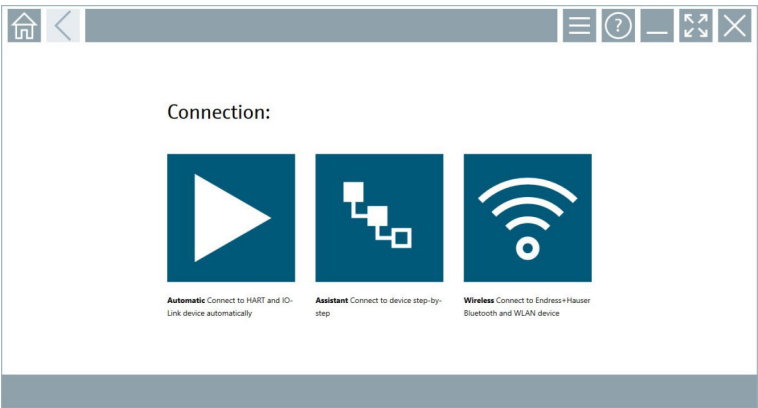 ?
Connection:
Automatic Connect to HART and IO-
Link device automatically
Assistant Connect to device step-by-
step
Wireless Connect to Endress+Hauser
Bluetooth and WLAN device